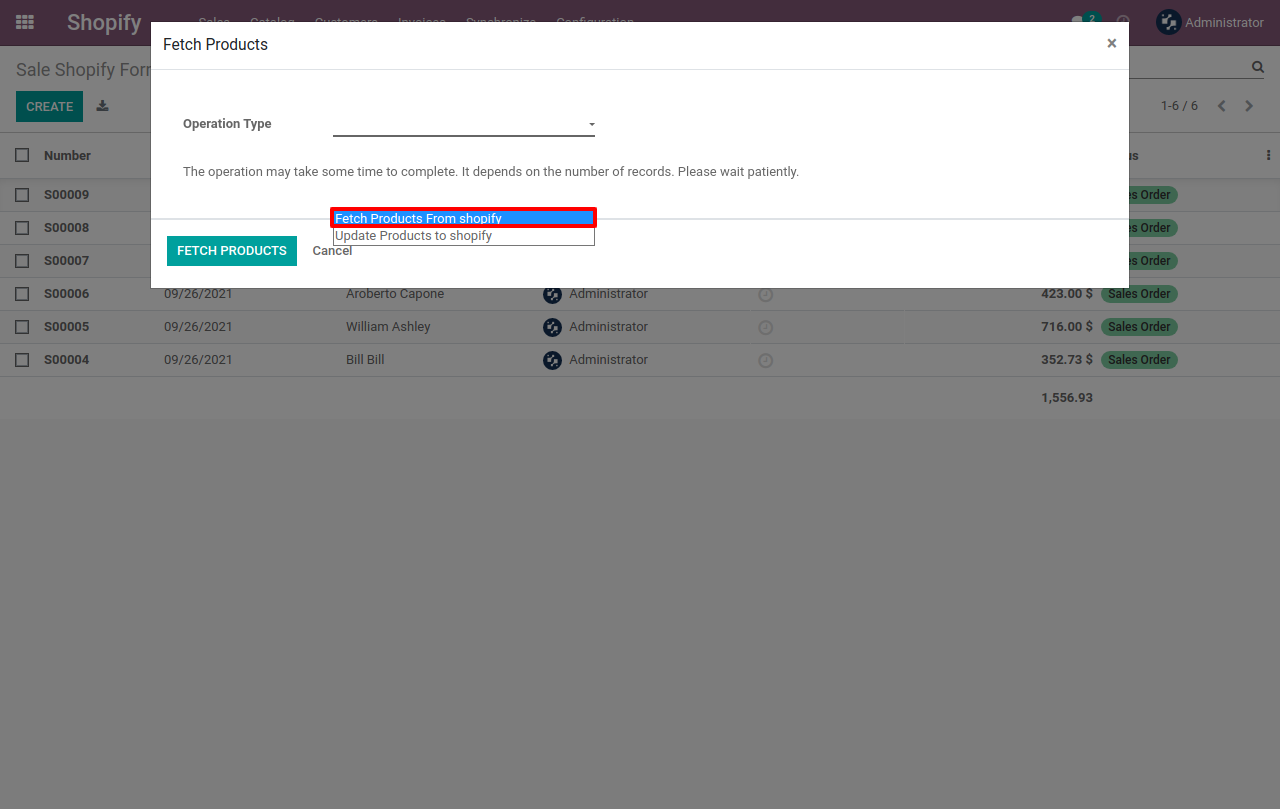 Shopify Sales Catalog Customers Invoices Synchronize Configuration 2 Administrator
Fetch Products ×
Sale Shopify For
CREATE 1-6 / 6
Operation Type
Number us
The operation may take some time to complete. It depends on the number of records. Please wait patiently.
S00009 es Order
Fetch Products From shopify
S00008 es Order
Update Products to shopify
FETCH PRODUCTS Cancel
S00007 es Order
S00006 09/26/2021 Aroberto Capone Administrator 423.00 $ Sales Order
S00005 09/26/2021 William Ashley Administrator 716.00 $ Sales Order
S00004 09/26/2021 Bill Bill Administrator 352.73 $ Sales Order
1,556.93